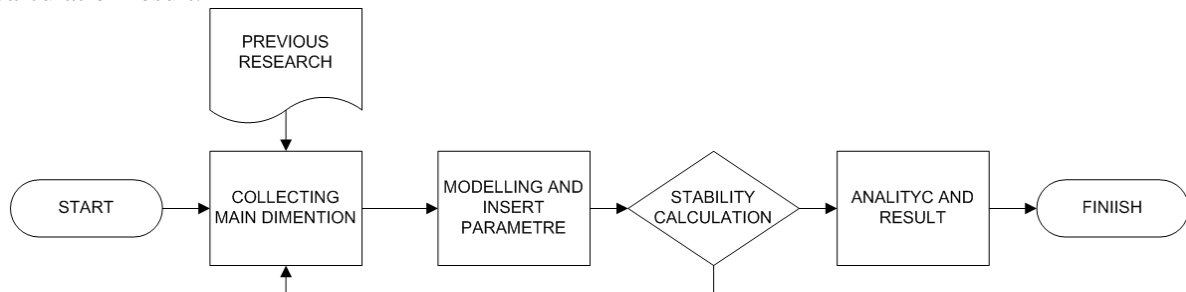 PREVIOUS
RESEARCH
START
COLLECTING
MAIN DIMENTION
MODELLING AND
INSERT
PARAMETRE
STABILITY
CALCULATION
ANALITYC AND
RESULT
FINIISH